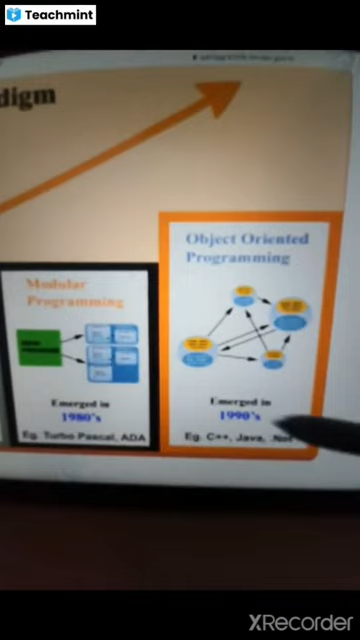 Teachmint
digm
Object Oriented
Programming
Modular
Programming
Emerged in
1980's
Eg. Turbo Pascal, ADA
Emerged in
1990's
Eg. C++, Java, .Net
XRecorder